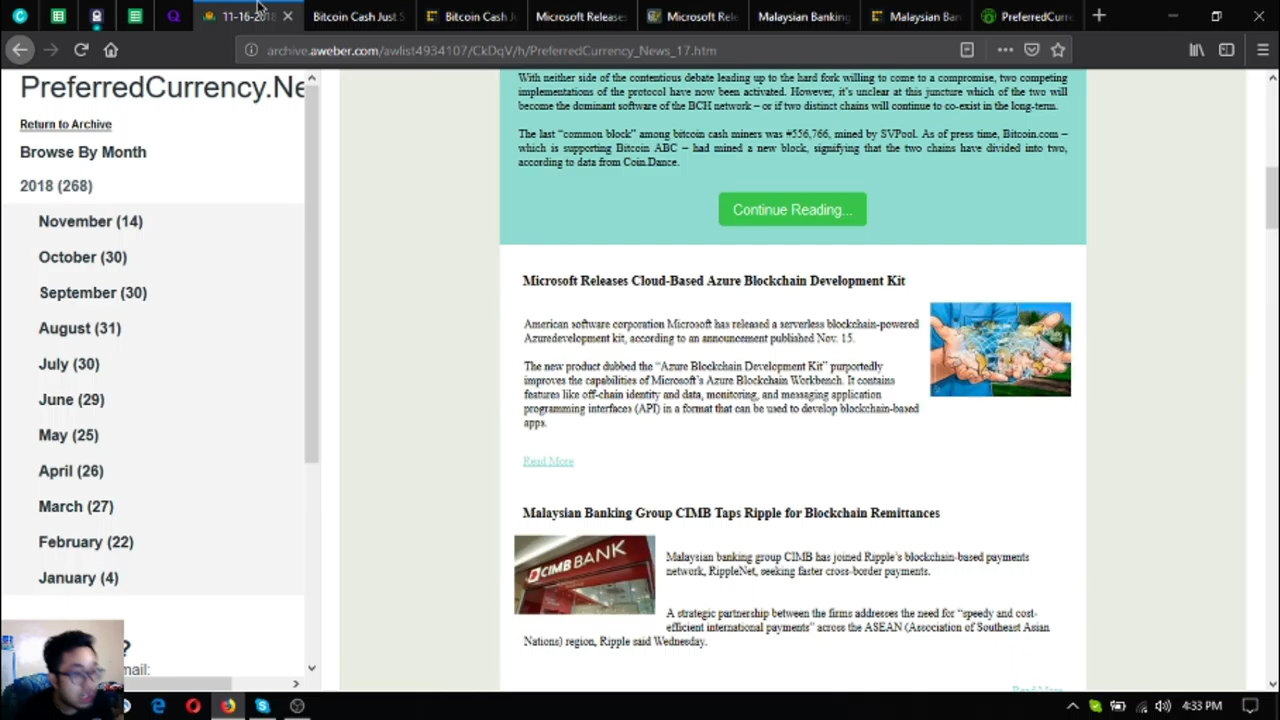 11-16-2018
Bitcoin Cash Just S
Bitcoin Cash Ju
Microsoft Releases
Microsoft Rele
Malaysian Banking
Malaysian Ban
PreferredCurre
archive.aweber.com/awlist4934107/CkDqV/h/PreferredCurrency_News_17.htm
PreferredCurrency.Ne
Return to Archive
Browse By Month
2018 (268)
November (14)
October (30)
September (30)
August (31)
July (30)
June (29)
May (25)
April (26)
March (27)
February (22)
January (4)
?
mail:
With neither side of the contentious debate leading up to the hard fork willing to come to a compromise, two competing
implementations of the protocol have now been activated. However, it's unclear at this juncture which of the two will
become the dominant software of the BCH network – or if two distinct chains will continue to co-exist in the long-term.
The last “common block” among bitcoin cash miners was #556,766, mined by SVPool. As of press time, Bitcoin.com –
which is supporting Bitcoin ABC – had mined a new block, signifying that the two chains have divided into two,
according to data from Coin.Dance.
Continue Reading...
Microsoft Releases Cloud-Based Azure Blockchain Development Kit
American software corporation Microsoft has released a serverless blockchain-powered
Azuredevelopment kit, according to an announcement published Nov. 15.
The new product dubbed the “Azure Blockchain Development Kit” purportedly
improves the capabilities of Microsoft's Azure Blockchain Workbench. It contains
features like off-chain identity and data, monitoring, and messaging application
programming interfaces (API) in a format that can be used to develop blockchain-based
apps.
Read More
Malaysian Banking Group CIMB Taps Ripple for Blockchain Remittances
CIMB BANK
Malaysian banking group CIMB has joined Ripple's blockchain-based payments
network, RippleNet, seeking faster cross-border payments.
A strategic partnership between the firms addresses the need for “speedy and cost-
efficient international payments” across the ASEAN (Association of Southeast Asian
Nations) region, Ripple said Wednesday.
Read More
4:33 PM